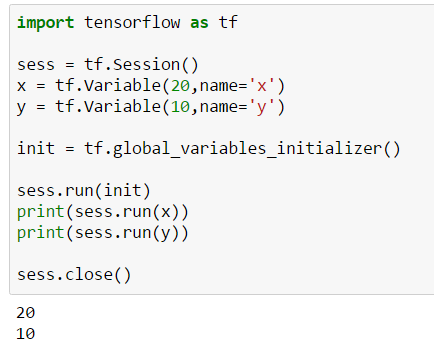 import tensorflow as tf
sess = tf.Session()
x = tf.Variable(20,name='x')
y = tf.Variable(10,name='y')
init = tf.global_variables_initializer()
sess.run(init)
print(sess.run(x))
print(sess.run(y))
sess.close()
20
10